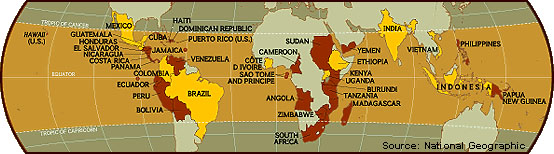 TROPIC OF CANCER
HAWAII
(U.S.)
MEXICO
HAITI
DOMINICAN REPUBLIC
PUERTO RICO (U.S.)
CUBA
JAMAICA
GUATEMALA
HONDURAS
EL SALVADOR
NICARAGUA
COSTA RICA
PANAMA
VENEZUELA
COLOMBIA
EQUATOR
ECUADOR
PERU
BRAZIL
BOLIVIA
TROPIC OF CAPRICORN
SUDAN
CAMEROON
CÔTE
D'IVOIRE
SAO TOME
AND PRINCIPE
ANGOLA
ZIMBABWE
SOUTH
AFRICA
YEMEN
ETHIOPIA
KENYA
UGANDA
BURUNDI
TANZANIA
MADAGASCAR
INDIA
VIETNAM
PHILIPPINES
INDONESIA
PAPUA
NEW GUINEA
Source: National Geographic